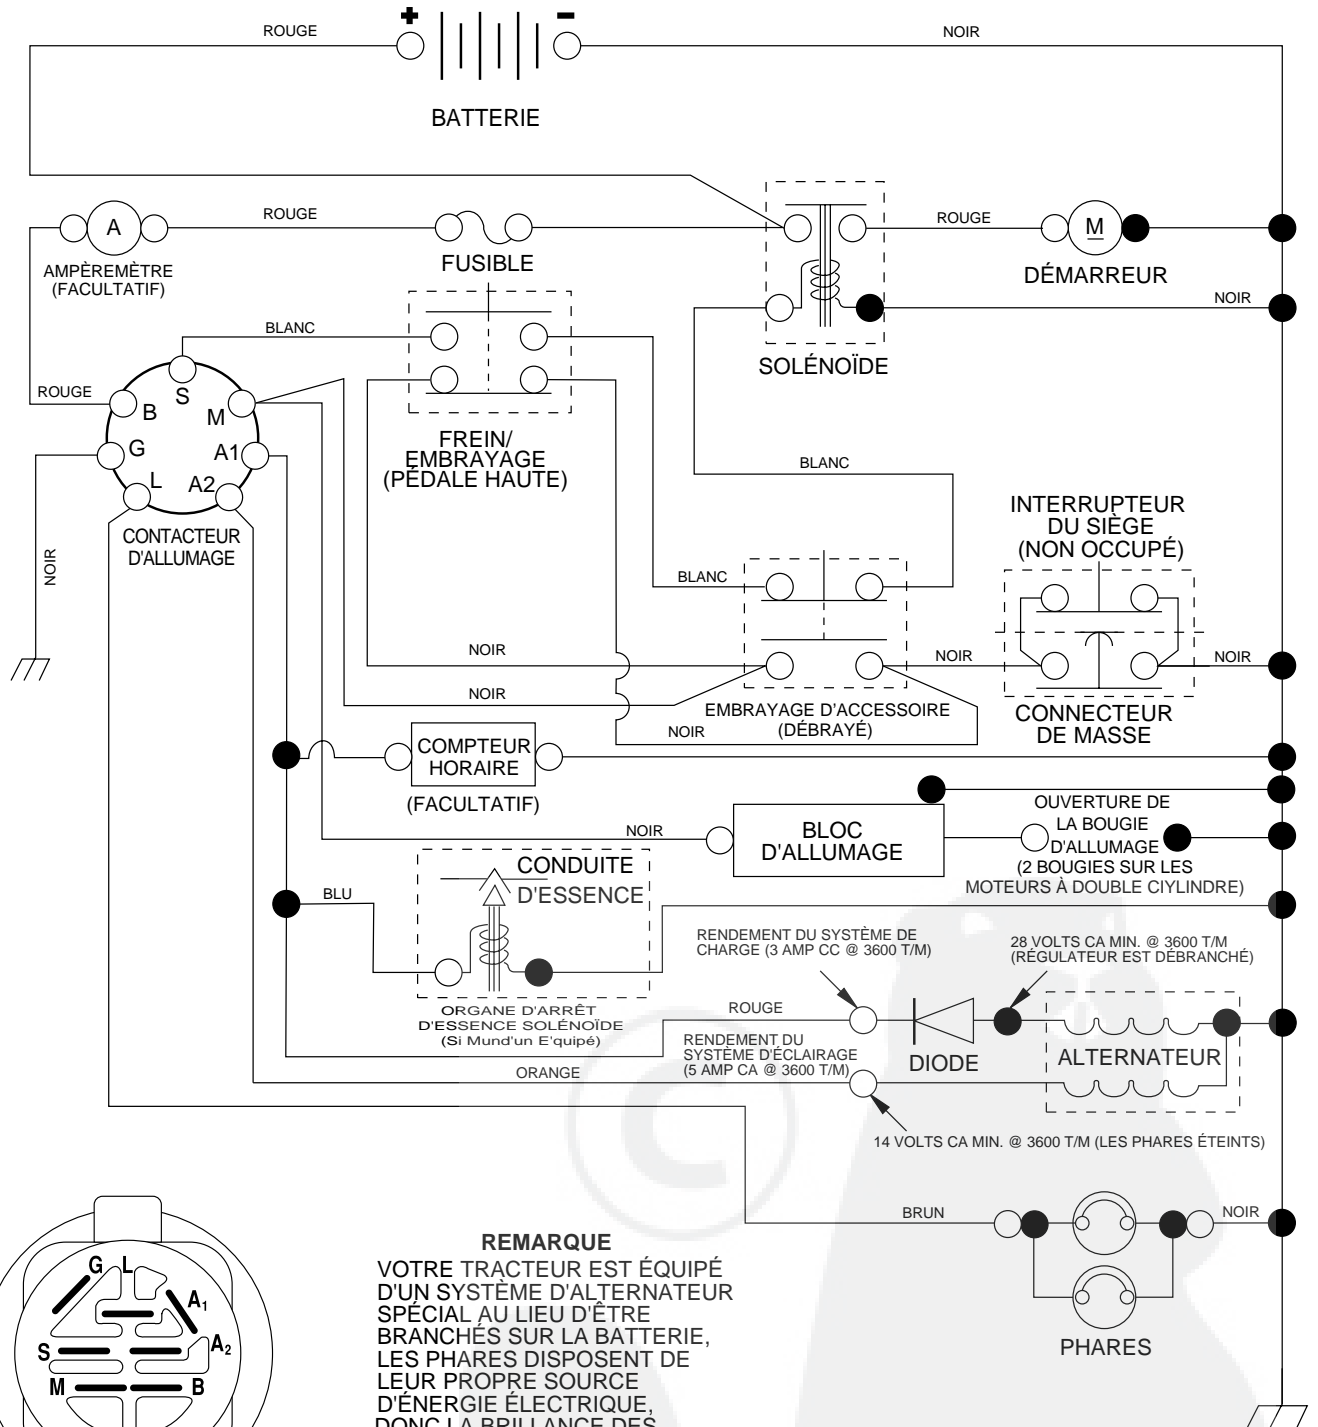 + −
ROUGE
NOIR
BATTERIE
A
ROUGE
ROUGE
M
AMPÈREMÈTRE
(FACULTATIF)
FUSIBLE
DÉMARREUR
NOIR
BLANC
SOLÉNOÏDE
ROUGE
S
B
M
G
A1
L
A2
FREIN/
EMBRAYAGE
(PÉDALE HAUTE)
BLANC
CONTACTEUR
D'ALLUMAGE
NOIR
INTERRUPTEUR
DU SIÈGE
(NON OCCUPÉ)
BLANC
NOIR
NOIR
NOIR
NOIR
NOIR
EMBRAYAGE D'ACCESSOIRE
(DÉBRAYÉ)
CONNECTEUR
DE MASSE
COMPTEUR
HORAIRE
(FACULTATIF)
NOIR
BLOC
D'ALLUMAGE
OUVERTURE DE
LA BOUGIE
D'ALLUMAGE
(2 BOUGIES SUR LES
MOTEURS À DOUBLE CIYLINDRE)
CONDUITE
D'ESSENCE
BLU
ORGANE D'ARRÊT
D'ESSENCE SOLÉNOÏDE
(Si Mund'un E'quipé)
RENDEMENT DU SYSTÈME DE
CHARGE (3 AMP CC @ 3600 T/M)
28 VOLTS CA MIN. @ 3600 T/M
(RÉGULATEUR EST DÉBRANCHÉ)
ROUGE
RENDEMENT DU
SYSTÈME D'ÉCLAIRAGE
(5 AMP CA @ 3600 T/M)
DIODE
ALTERNATEUR
ORANGE
14 VOLTS CA MIN. @ 3600 T/M (LES PHARES ÉTEINTS)
BRUN
NOIR
PHARES
G L
A1
S
A2
M
B
REMARQUE
VOTRE TRACTEUR EST ÉQUIPÉ
D'UN SYSTÈME D'ALTERNATEUR
SPÉCIAL AU LIEU D'ÊTRE
BRANCHÉS SUR LA BATTERIE,
LES PHARES DISPOSENT DE
LEUR PROPRE SOURCE
D'ÉNERGIE ÉLECTRIQUE,
DONC LA BRILLANCE DES
©